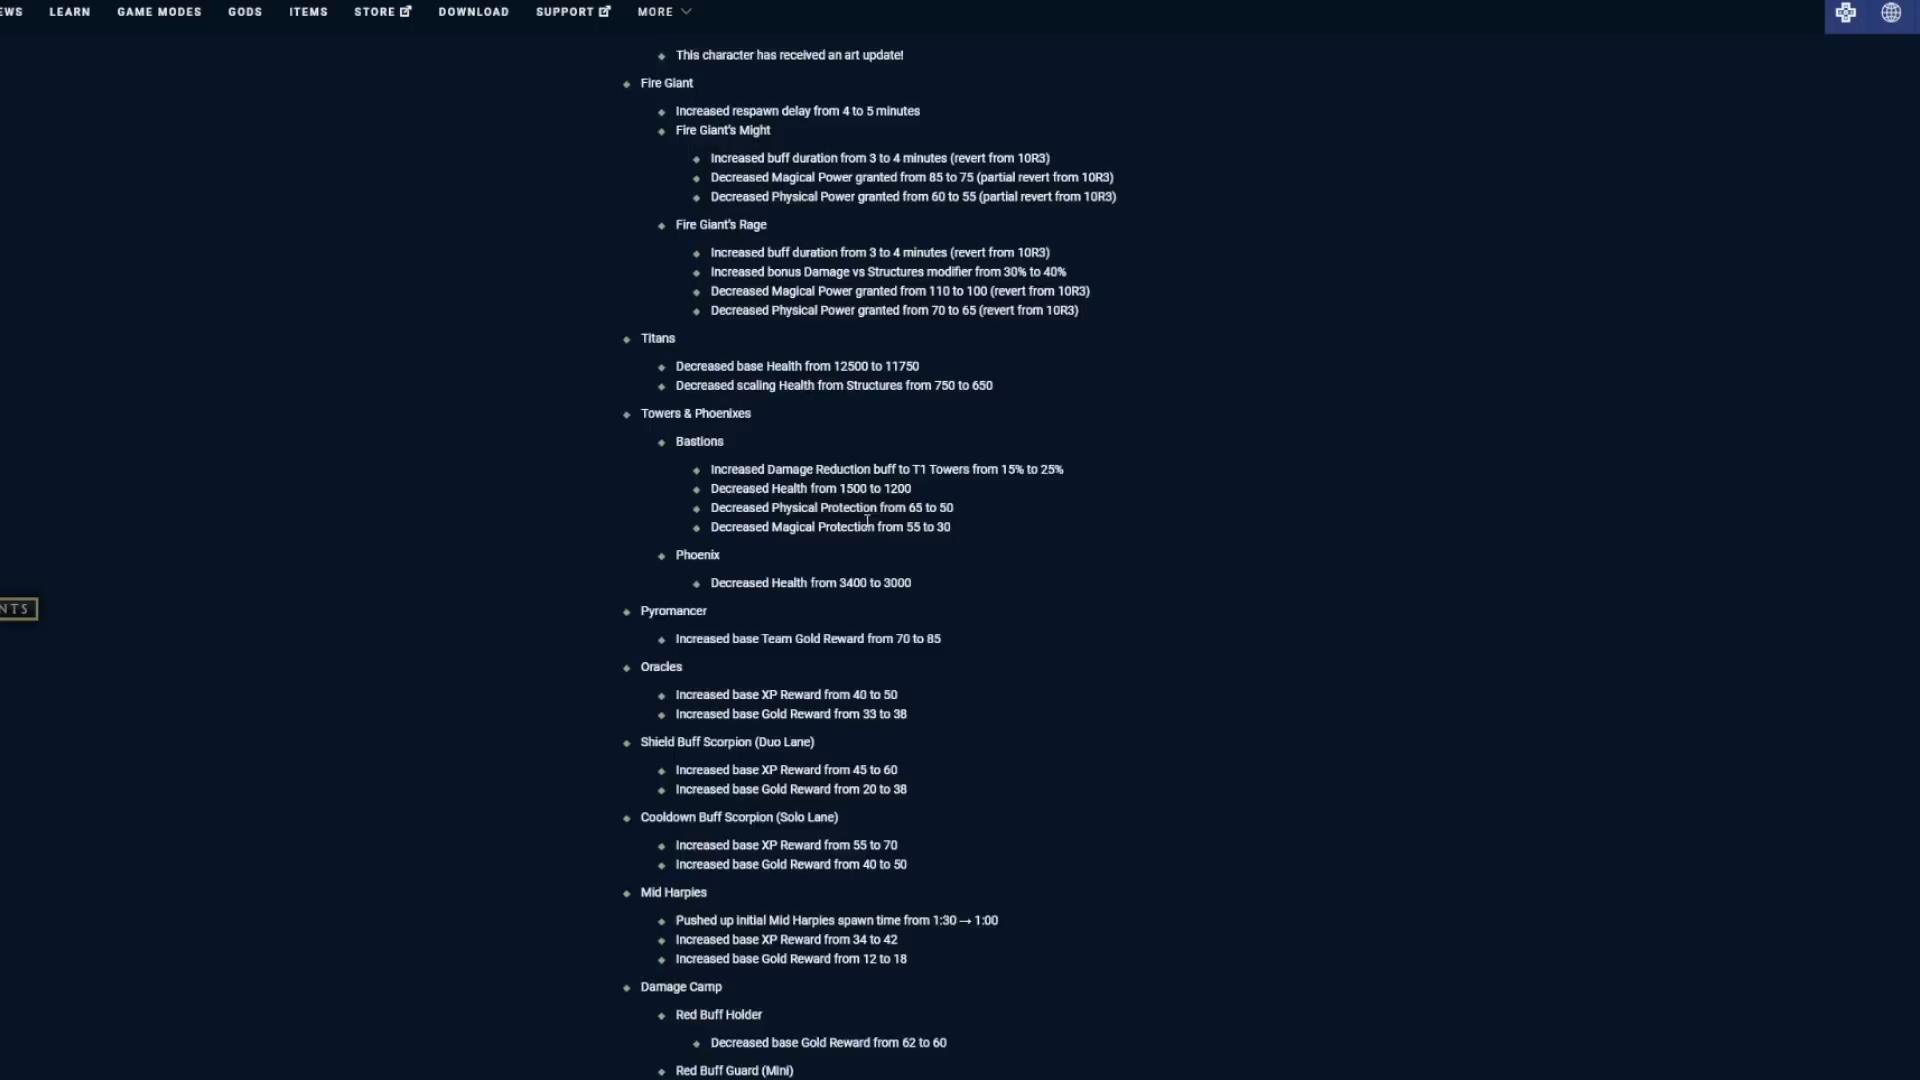 EWS LEARN GAME MODES GODS ITEMS STORE DOWNLOAD SUPPORT MORE
This character has received an art update!
Fire Giant
Increased respawn delay from 4 to 5 minutes
Fire Giant's Might
Increased buff duration from 3 to 4 minutes (revert from 10R3)
Decreased Magical Power granted from 85 to 75 (partial revert from 10R3)
Decreased Physical Power granted from 60 to 55 (partial revert from 10R3)
Fire Giant's Rage
Increased buff duration from 3 to 4 minutes (revert from 10R3)
Increased bonus Damage vs Structures modifier from 30% to 40%
Decreased Magical Power granted from 110 to 100 (revert from 10R3)
Decreased Physical Power granted from 70 to 65 (revert from 10R3)
Titans
Decreased base Health from 12500 to 11750
Decreased scaling Health from Structures from 750 to 650
Towers & Phoenixes
Bastions
Increased Damage Reduction buff to T1 Towers from 15% to 25%
Decreased Health from 1500 to 1200
Decreased Physical Protection from 65 to 50
Decreased Magical Protection from 55 to 30
Phoenix
Decreased Health from 3400 to 3000
NTS
Pyromancer
Increased base Team Gold Reward from 70 to 85
Oracles
Increased base XP Reward from 40 to 50
Increased base Gold Reward from 33 to 38
Shield Buff Scorpion (Duo Lane)
Increased base XP Reward from 45 to 60
Increased base Gold Reward from 20 to 38
Cooldown Buff Scorpion (Solo Lane)
Increased base XP Reward from 55 to 70
Increased base Gold Reward from 40 to 50
Mid Harpies
Pushed up initial Mid Harpies spawn time from 1:30 → 1:00
Increased base XP Reward from 34 to 42
Increased base Gold Reward from 12 to 18
Damage Camp
Red Buff Holder
Decreased base Gold Reward from 62 to 60
Red Buff Guard (Mini)